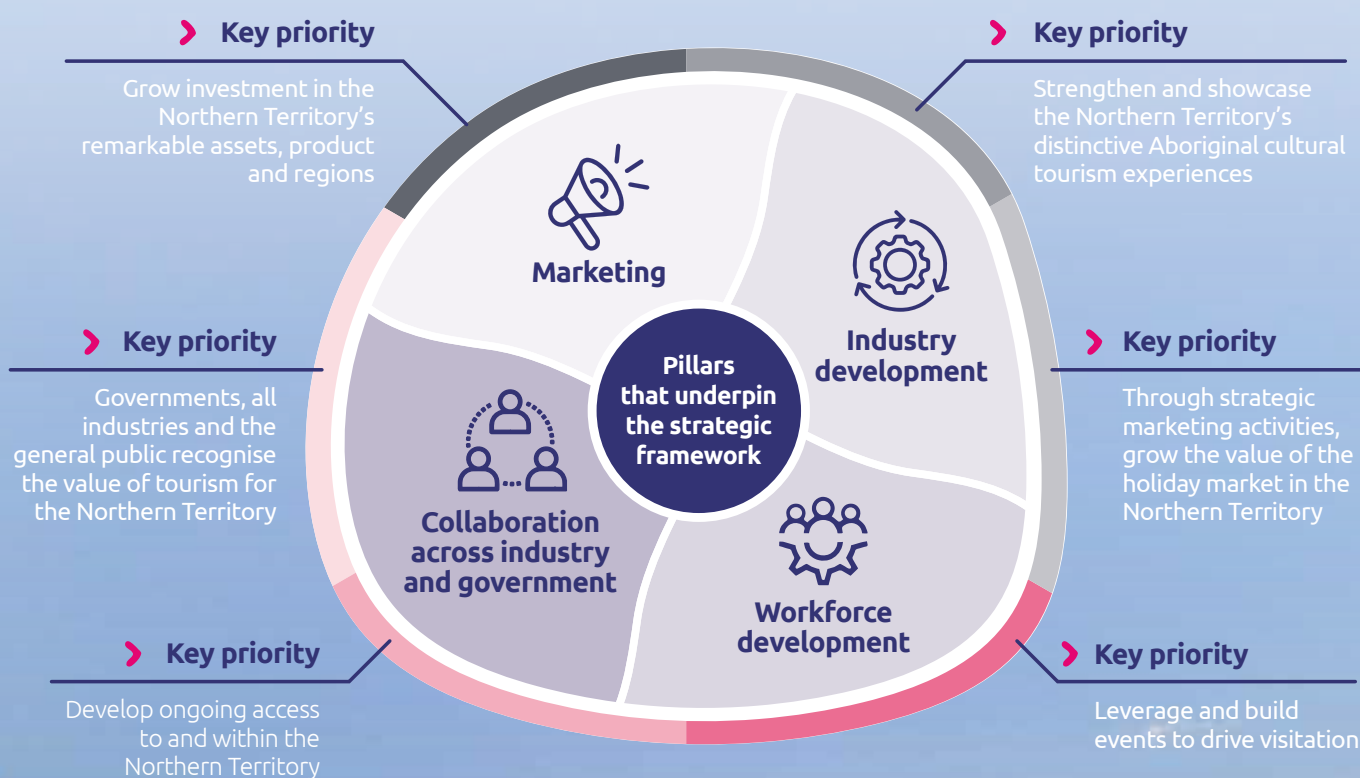 Key priority
Grow investment in the
Northern Territory's
remarkable assets, product
and regions
Key priority
Strengthen and showcase
the Northern Territory's
distinctive Aboriginal cultural
tourism experiences
Key priority
Governments, all
industries and the
general public recognise
the value of tourism for
the Northern Territory
Key priority
Through strategic
marketing activities,
grow the value of the
holiday market in the
Northern Territory
Key priority
Develop ongoing access
to and within the
Northern Territory
Key priority
Leverage and build
events to drive visitation
Marketing
Industry
development
Pillars
that underpin
the strategic
framework
Collaboration
across industry
and government
Workforce
development